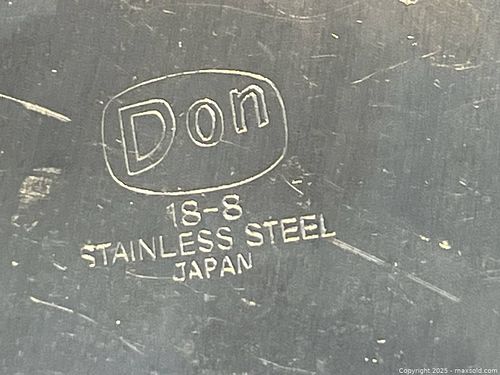 Don
18-8
STAINLESS STEEL
JAPAN
Copyright 2025 - maxsold.com